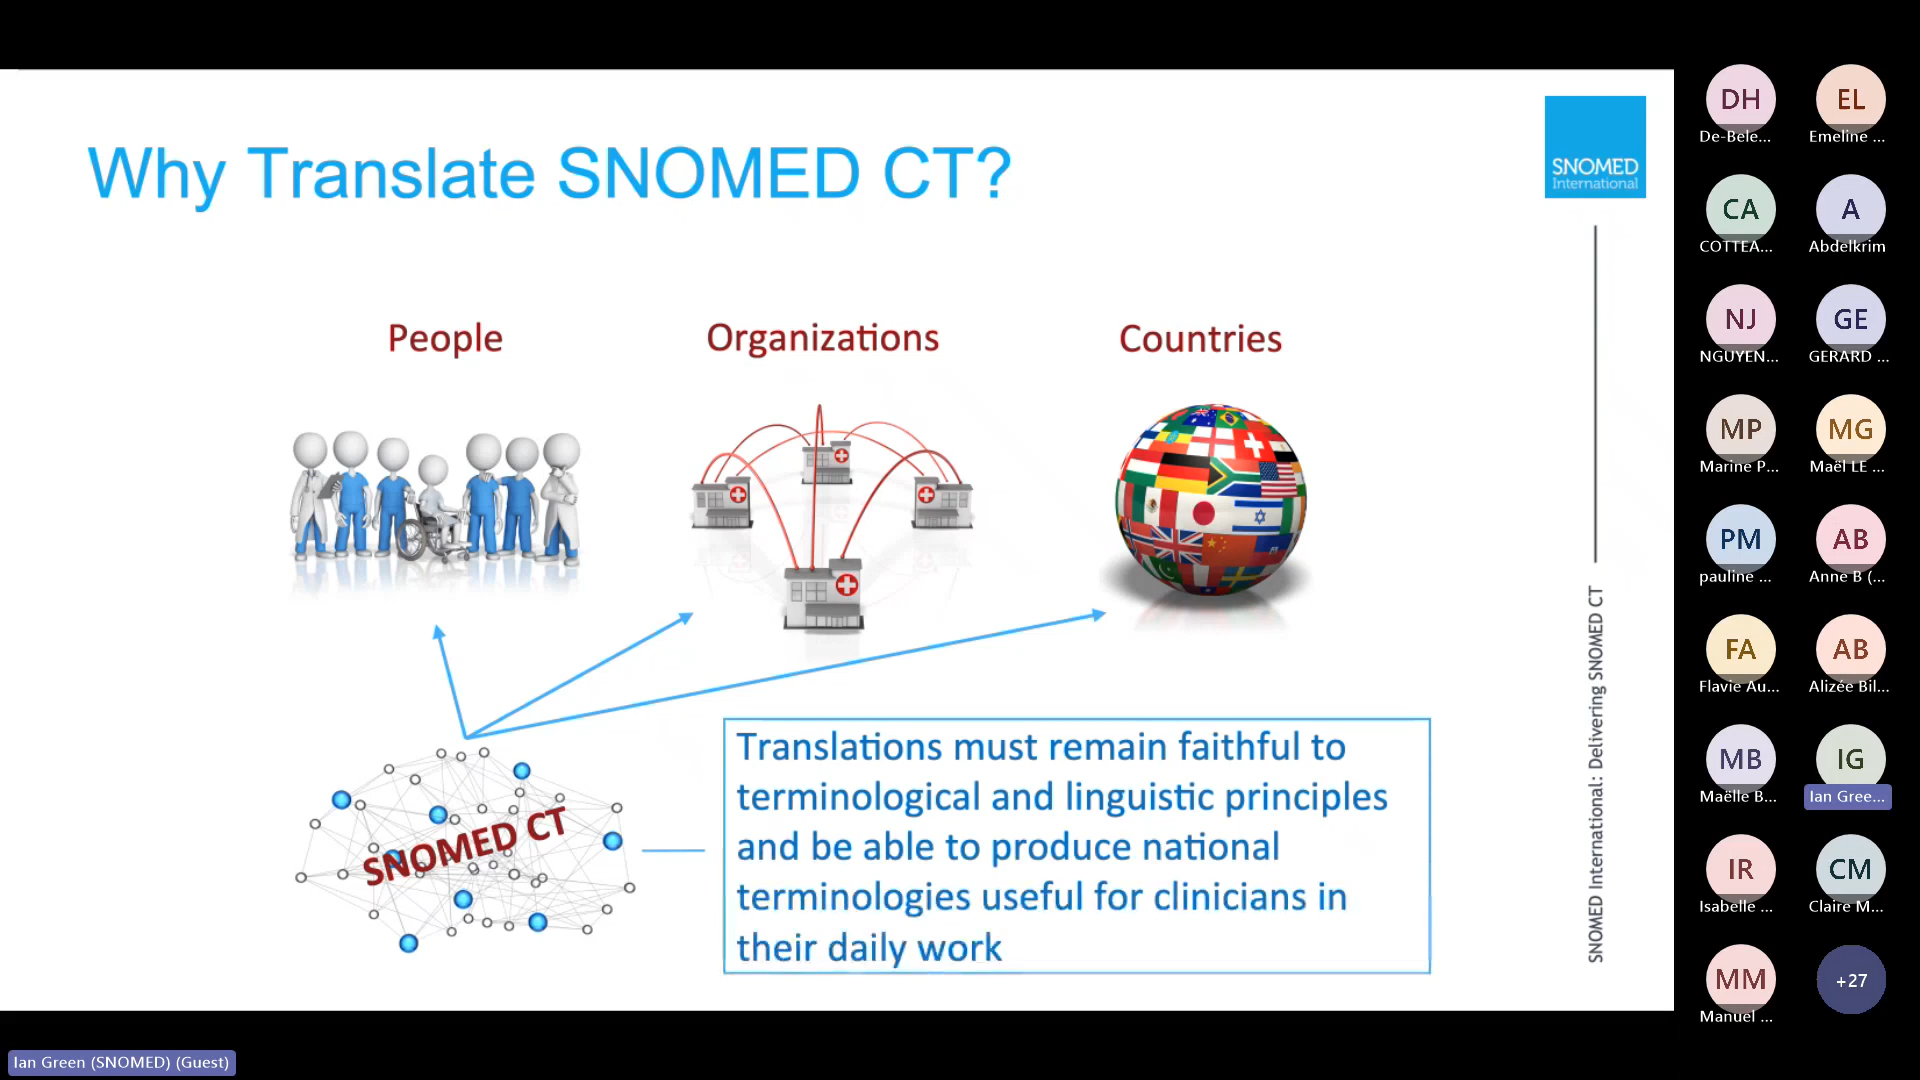 Why Translate SNOMED CT?
SNOMED
International
People
Organizations
Countries
SNOMED CT
Translations must remain faithful to
terminological and linguistic principles
and be able to produce national
terminologies useful for clinicians in
their daily work
SNOMED International: Delivering SNOMED CT
DH
De-Bele...
EL
Emeline ...
CA
COTTEA...
A
Abdelkrim
NJ
NGUYEN...
GE
GERARD ...
MP
Marine P...
MG
Maël LE ...
PM
pauline ...
AB
Anne B (...
FA
Flavie Au...
AB
Alizée Bil...
MB
Maëlle B...
IG
Ian Gree...
IR
Isabelle ...
CM
Claire M...
MM
Manuel ...
+27
Ian Green (SNOMED) (Guest)